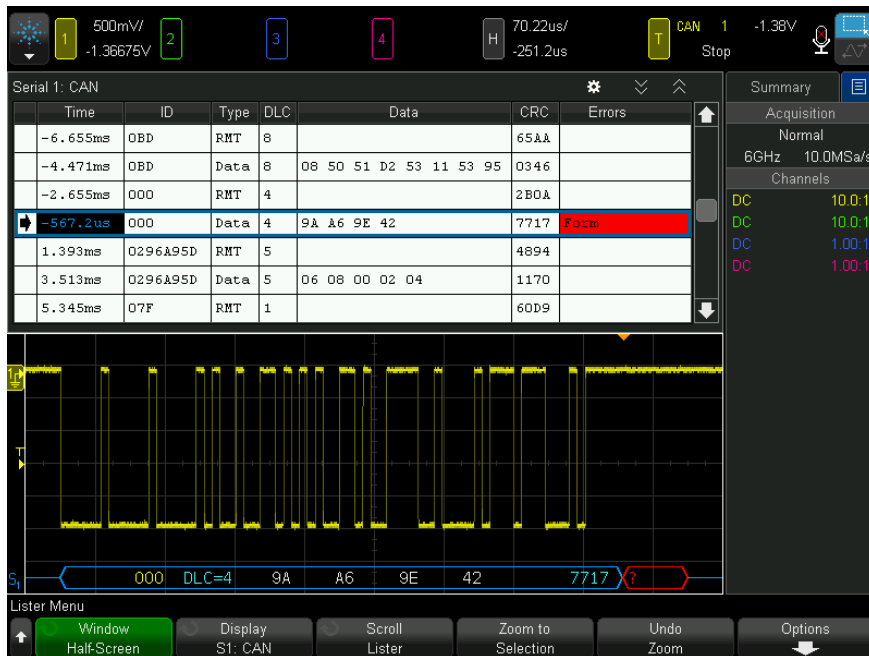 1 500mV/ 2 3 4 H 70.22us/ T CAN 1 -1.38V
-1.36675V -251.2us Stop
Serial 1: CAN
Time ID Type DLC Data CRC Errors
-6.655ms 0BD RMT 8 65AA
-4.471ms 0BD Data 8 08 50 51 D2 53 11 53 95 0346
-2.655ms 000 RMT 4 2B0A
-567.2us 000 Data 4 9A A6 9E 42 7717 Form
1.393ms 0296A95D RMT 5 4894
3.513ms 0296A95D Data 5 06 08 00 02 04 1170
5.345ms 07F RMT 1 60D9
Summary
Acquisition
Normal
6GHz 10.0MSa/s
Channels
DC 10.0:1
DC 10.0:1
DC 1.00:1
DC 1.00:1
1
T
S1 000 DLC=4 9A A6 9E 42 7717 ?
Lister Menu
Window
Half-Screen
Display
S1: CAN
Scroll
Lister
Zoom to
Selection
Undo
Zoom
Options